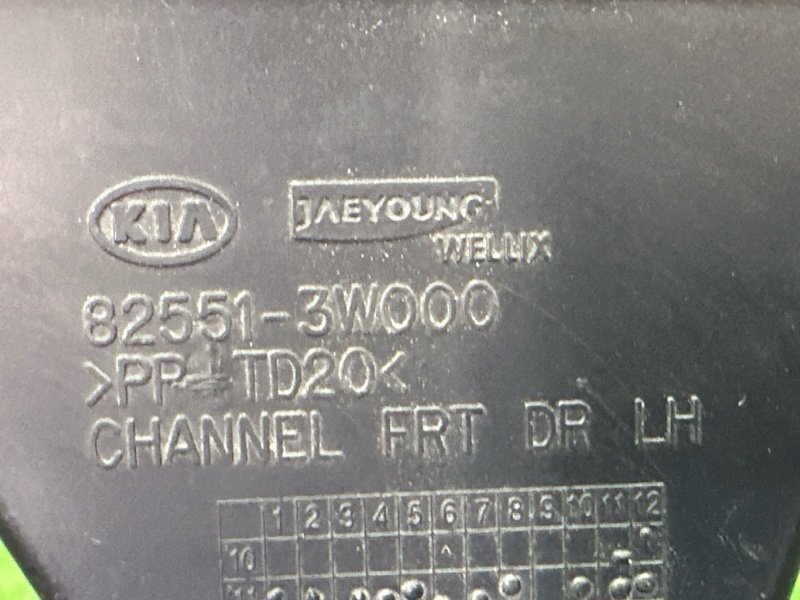 KIA JAEYOUNG
WELLIX
82551-3W000
>PP-TD20<
CHANNEL FRT DR LH
1 2 3 4 5 6 7 8 9 10 11 12
10
11